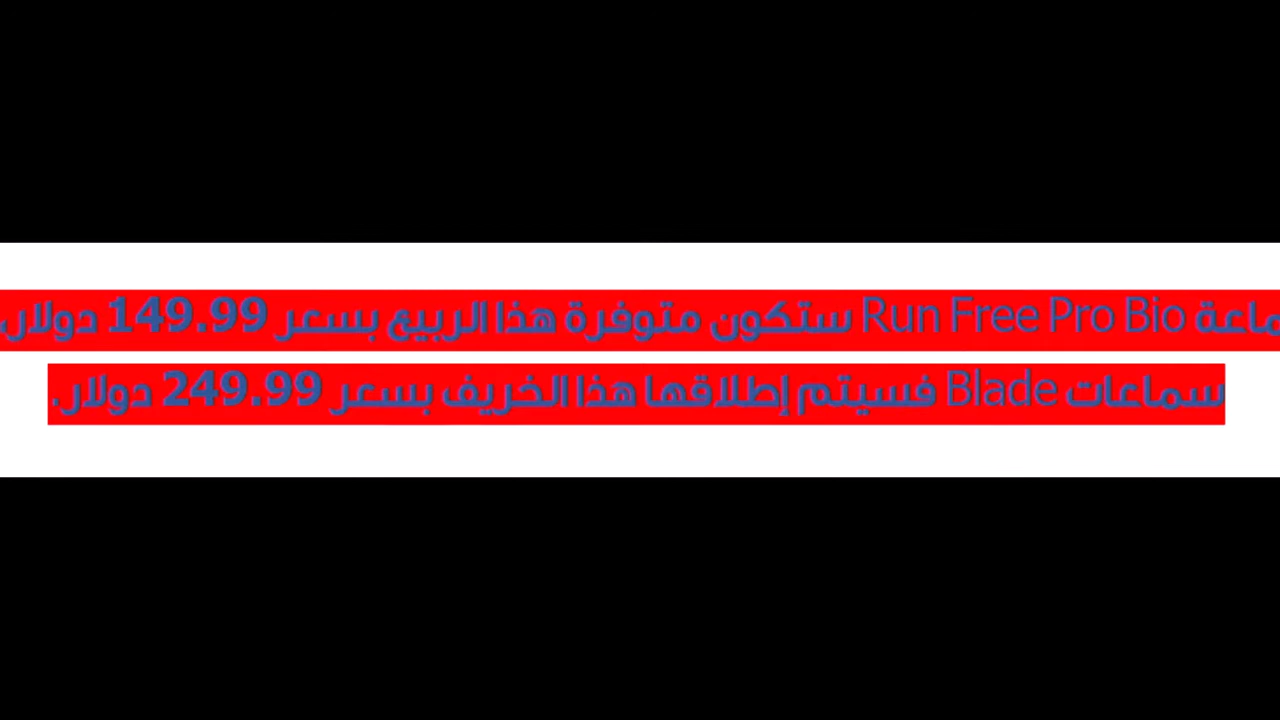 ماعة Run Free Pro Bio ستكون متوفرة هذا الربيع بسعر 149.99 دولار
سماعات Blade فسيتم إطلاقها هذا الخريف بسعر 249.99 دولار.